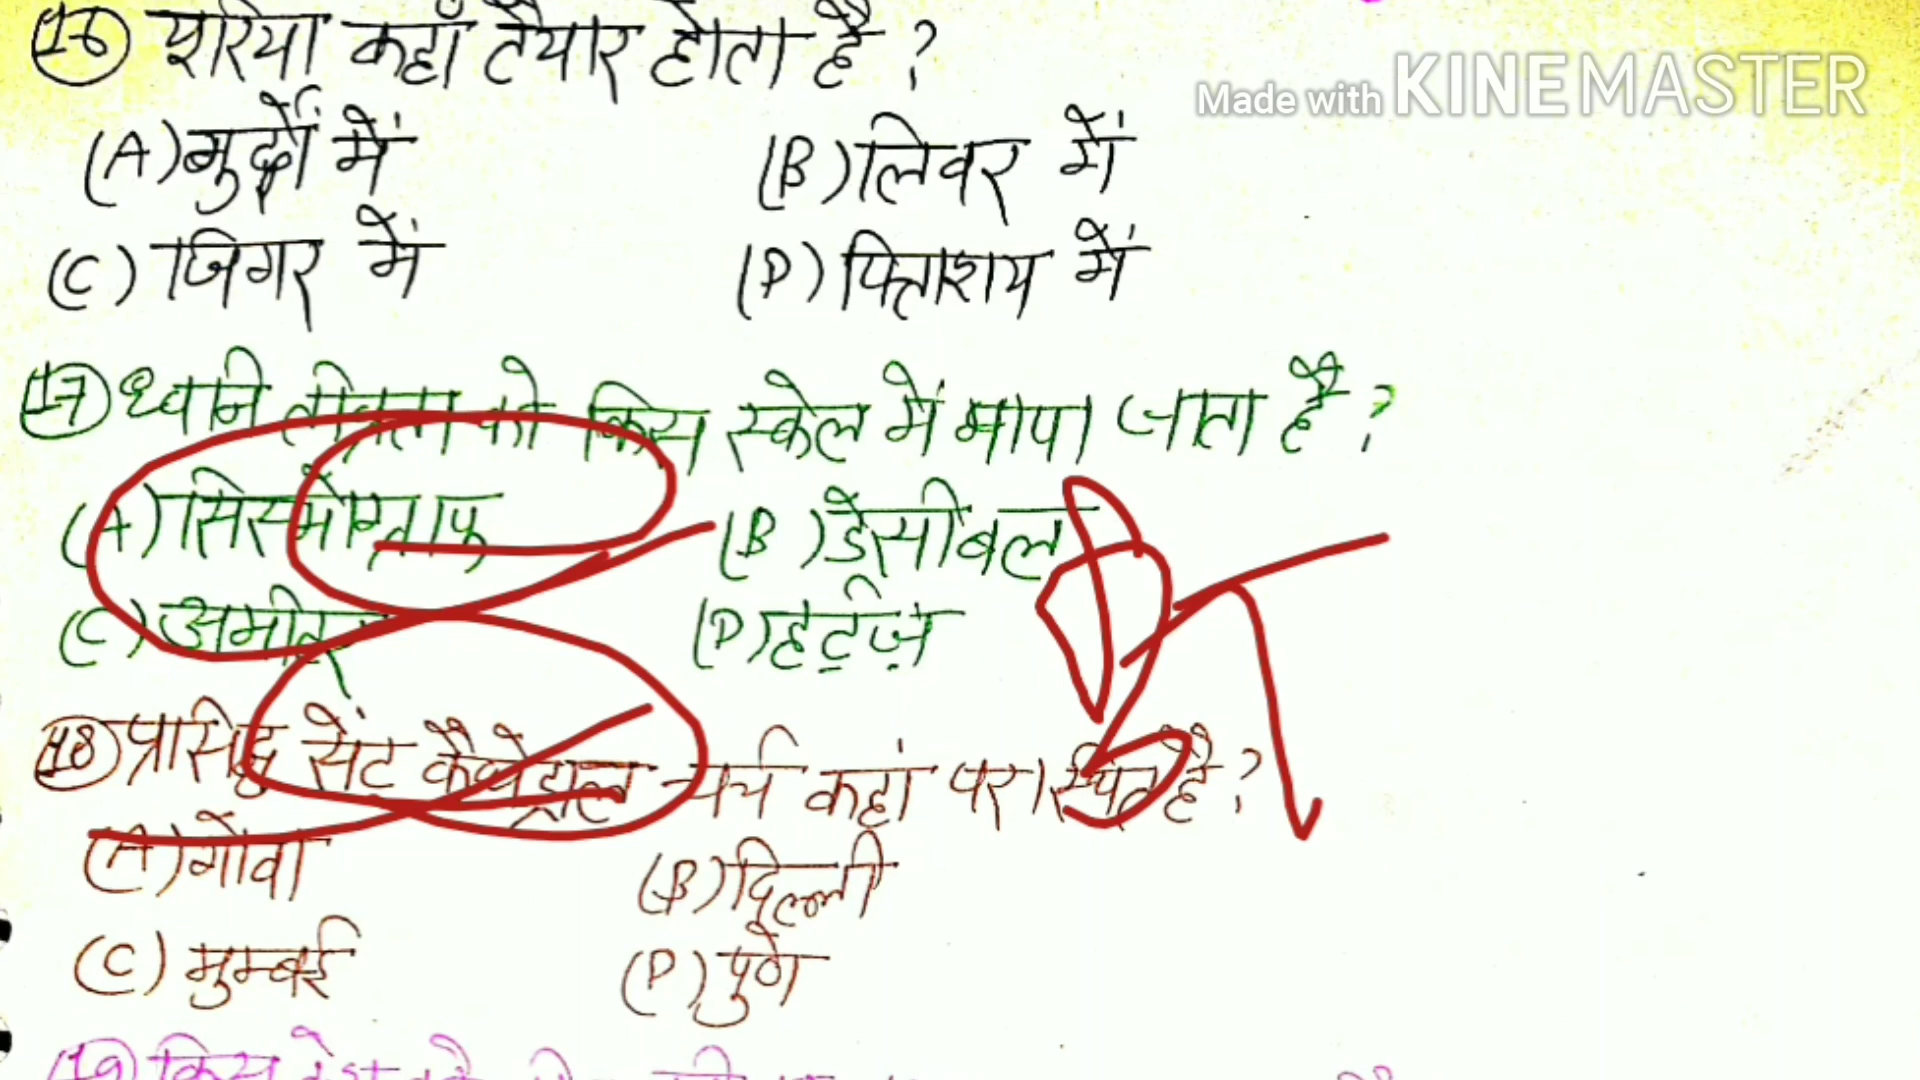 16 यूरिया कहाँ तैयार होता है ?
Made with KINEMASTER
(A) गुर्दों में (B) लिवर में
(C) जिगर में (D) पित्ताशय में
17 ध्वनि तीव्रता को किस स्केल में मापा जाता है ?
(A) सिस्मोग्राफ (B) डेसीबल
(C) अमीटर (D) हर्ट्ज़
18 प्रसिद्ध सेंट कैथेड्राल चर्च कहां पर स्थित है ?
(A) गोवा (B) दिल्ली
(C) मुम्बई (D) पुणे
19 किस